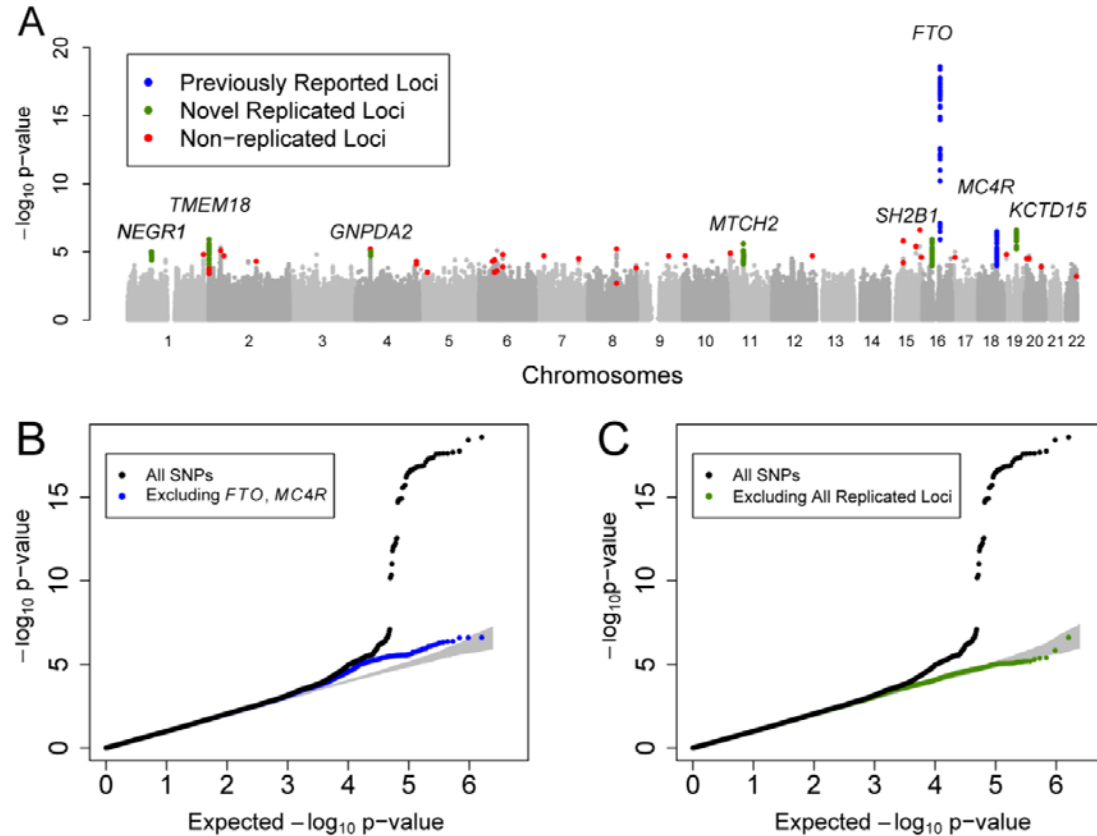 A
FTO
20
Previously Reported Loci
Novel Replicated Loci
Non-replicated Loci
15
−log10 p-value
10
MC4R
TMEM18
NEGR1
GNPDA2
MTCH2
SH2B1
KCTD15
5
0
1 2 3 4 5 6 7 8 9 10 11 12 13 14 15 16 17 18 19 20 21 22
Chromosomes
B
All SNPs
Excluding FTO, MC4R
15
−log10 p-value
10
5
0
0 1 2 3 4 5 6
Expected −log10 p-value
C
All SNPs
Excluding All Replicated Loci
15
−log10p-value
10
5
0
0 1 2 3 4 5 6
Expected −log10 p-value